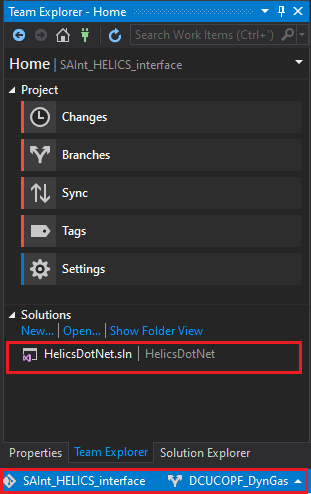 Team Explorer - Home
Search Work Items (Ctrl+')
Home | SAInt_HELICS_interface
Project
Changes
Branches
Sync
Tags
Settings
Solutions
New... | Open... | Show Folder View
HelicsDotNet.sln | HelicsDotNet
Properties Team Explorer Solution Explorer
SAInt_HELICS_interface DCUCOPF_DynGas